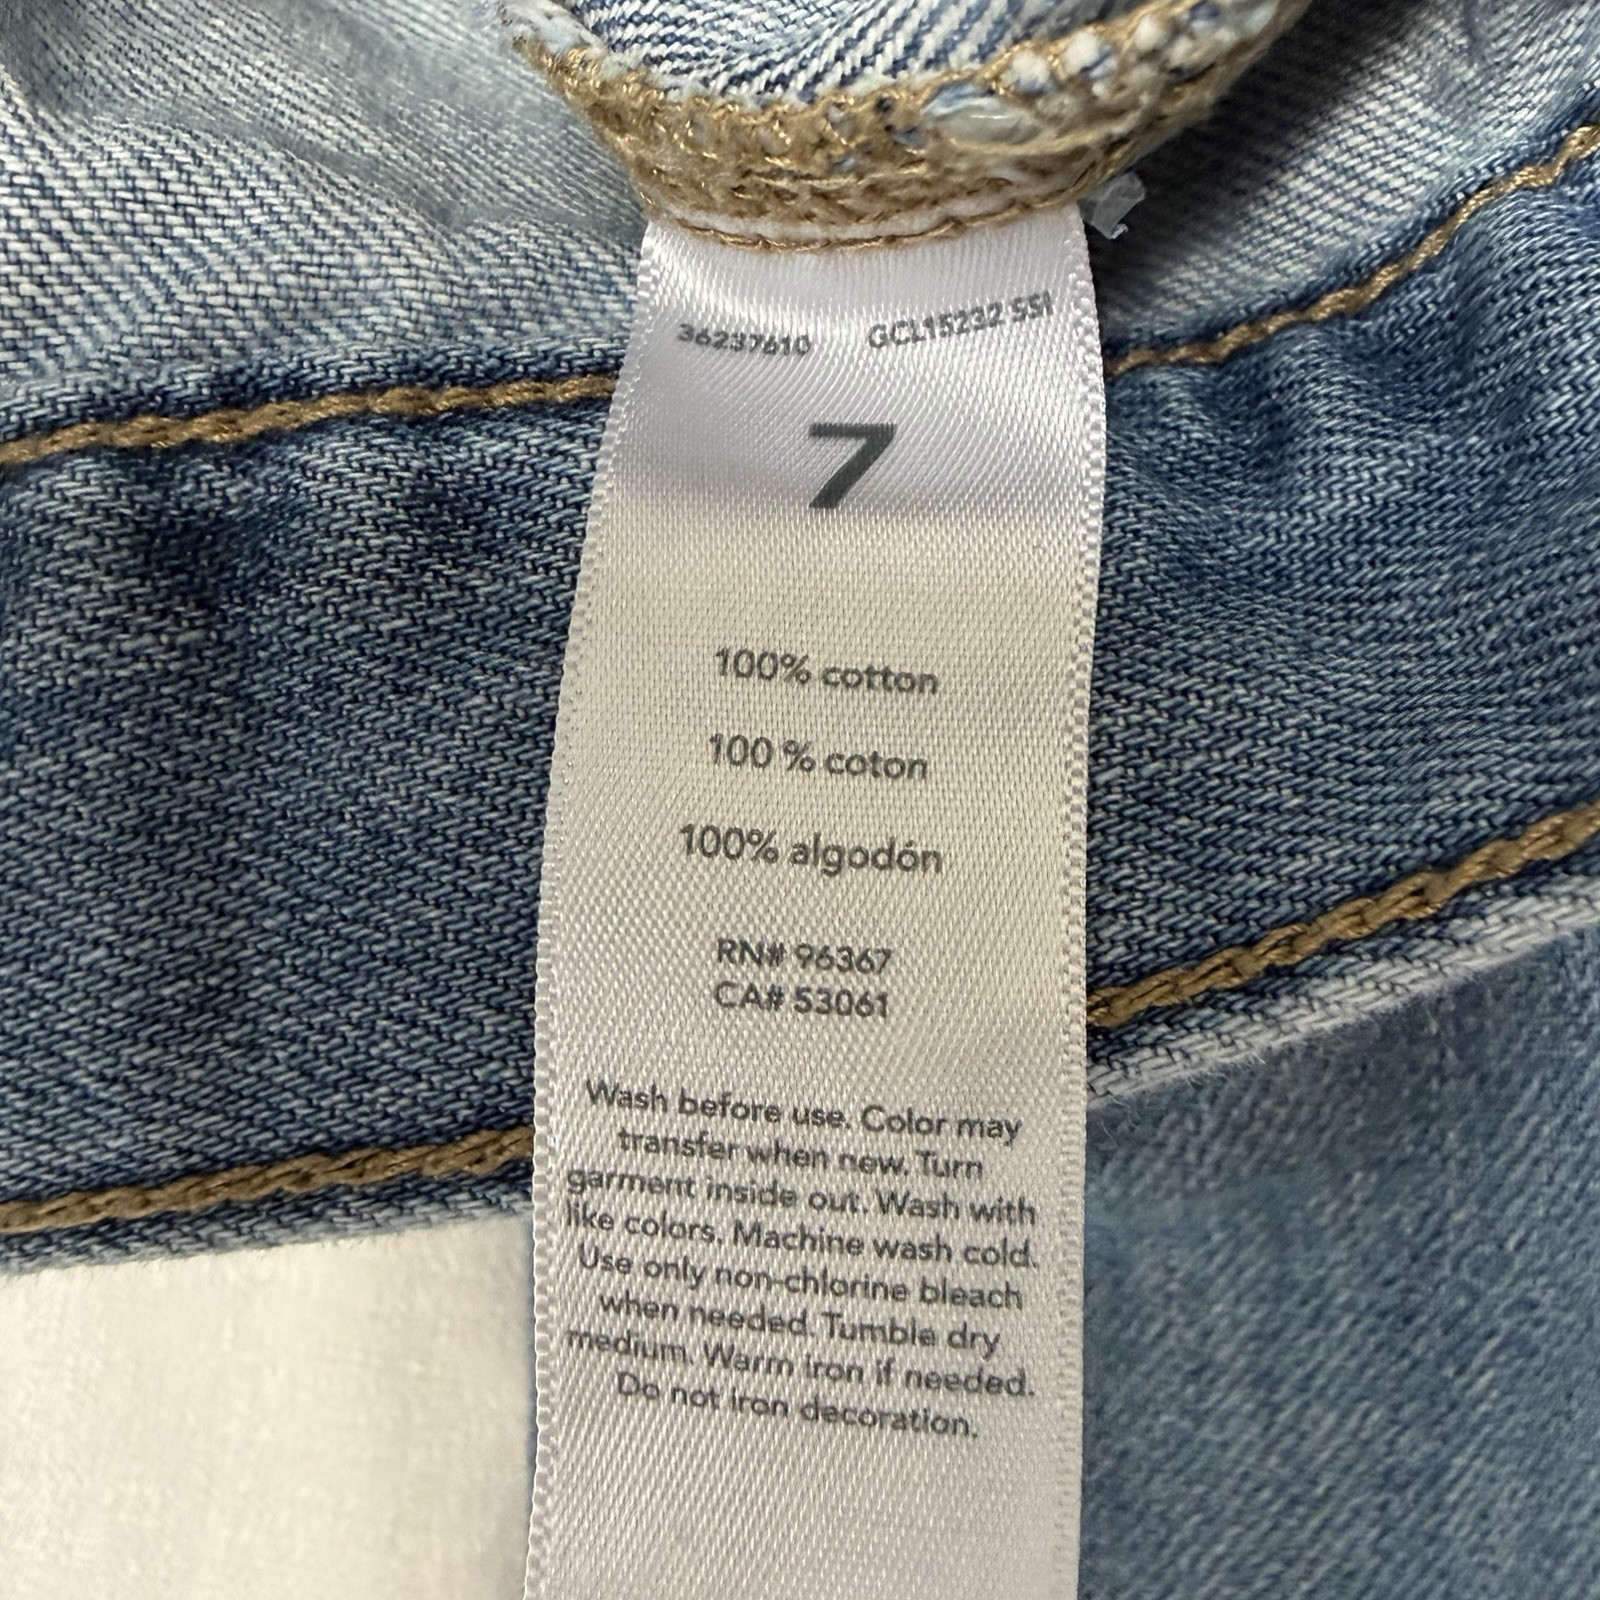 36237610 GCL15232 SSI
7
100% cotton
100 % coton
100% algodón
RN# 96367
CA# 53061
Wash before use. Color may
transfer when new. Turn
garment inside out. Wash with
like colors. Machine wash cold.
Use only non-chlorine bleach
when needed. Tumble dry
medium. Warm iron if needed.
Do not iron decoration.